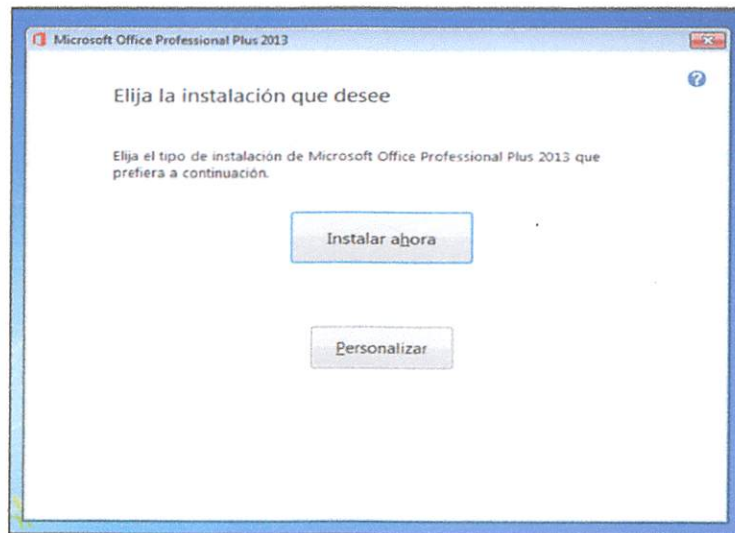 Microsoft Office Professional Plus 2013
Elija la instalación que desee
Elija el tipo de instalación de Microsoft Office Professional Plus 2013 que
prefiera a continuación.
Instalar ahora
Personalizar